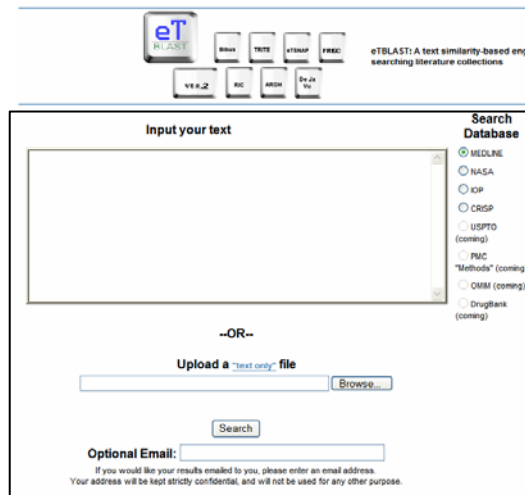 eT
BLAST
TRITE
eTSNAP
FREC
eTBLAST: A text similarity-based eng
searching literature collections
VER.2
RIC
ARGH
De Ja
Vu
Input your text
Search
Database
MEDLINE
NASA
IOP
CRISP
USPTO
(coming)
PMC
"Methods" (coming
OMIM (coming)
DrugBank
(coming)
--OR--
Upload a "text only" file
Browse...
Search
Optional Email:
If you would like your results emailed to you, please enter an email address.
Your address will be kept strictly confidential, and will not be used for any other purpose.